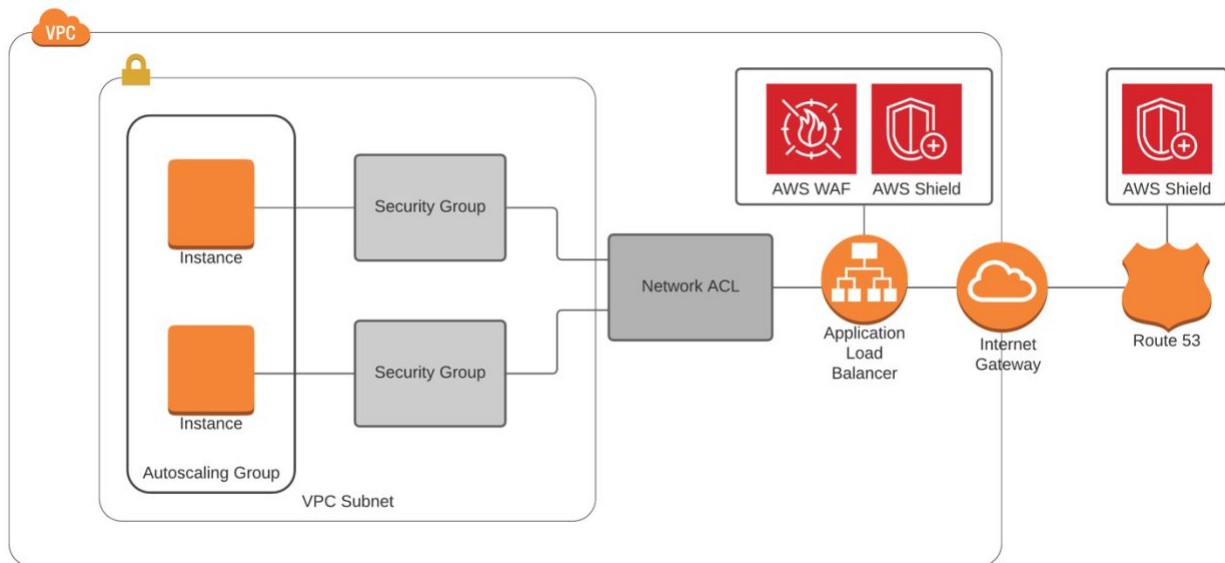 VPC
AWS WAF
AWS Shield
AWS Shield
Instance
Security Group
Instance
Security Group
Autoscaling Group
VPC Subnet
Network ACL
Application
Load
Balancer
Internet
Gateway
Route 53